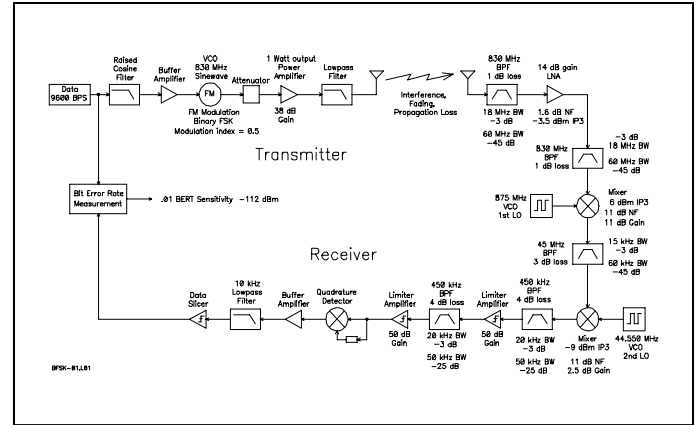 Data
9600 BPS
Raised
Cosine
Filter
Buffer
Amplifier
VCO
830 MHz
Sinewave
FM
FM Modulation
Binary FSK
Modulation index = 0.5
Attenuator
1 Watt output
Power
Amplifier
38 dB
Gain
Lowpass
Filter
Interference,
Fading,
Propagation Loss
830 MHz
BPF
1 dB loss
18 MHz BW
-3 dB
60 MHz BW
-45 dB
14 dB gain
LNA
1.6 dB NF
-3.5 dBm IP3
Transmitter
830 MHz
BPF
1 dB loss
-3 dB
18 MHz BW
60 MHz BW
-45 dB
Bit Error Rate
Measurement
.01 BERT Sensitivity -112 dBm
875 MHz
VCO
1st LO
Mixer
6 dBm IP3
11 dB NF
11 dB Gain
Receiver
45 MHz
BPF
3 dB loss
15 kHz BW
-3 dB
60 kHz BW
-45 dB
Data
Slicer
10 kHz
Lowpass
Filter
Buffer
Amplifier
Quadrature
Detector
Limiter
Amplifier
50 dB
Gain
450 kHz
BPF
4 dB loss
20 kHz BW
-3 dB
50 kHz BW
-25 dB
Limiter
Amplifier
50 dB
Gain
450 kHz
BPF
4 dB loss
20 kHz BW
-3 dB
50 kHz BW
-25 dB
Mixer
-9 dBm IP3
11 dB NF
2.5 dB Gain
44.550 MHz
VCO
2nd LO
BFSK-B1.L01